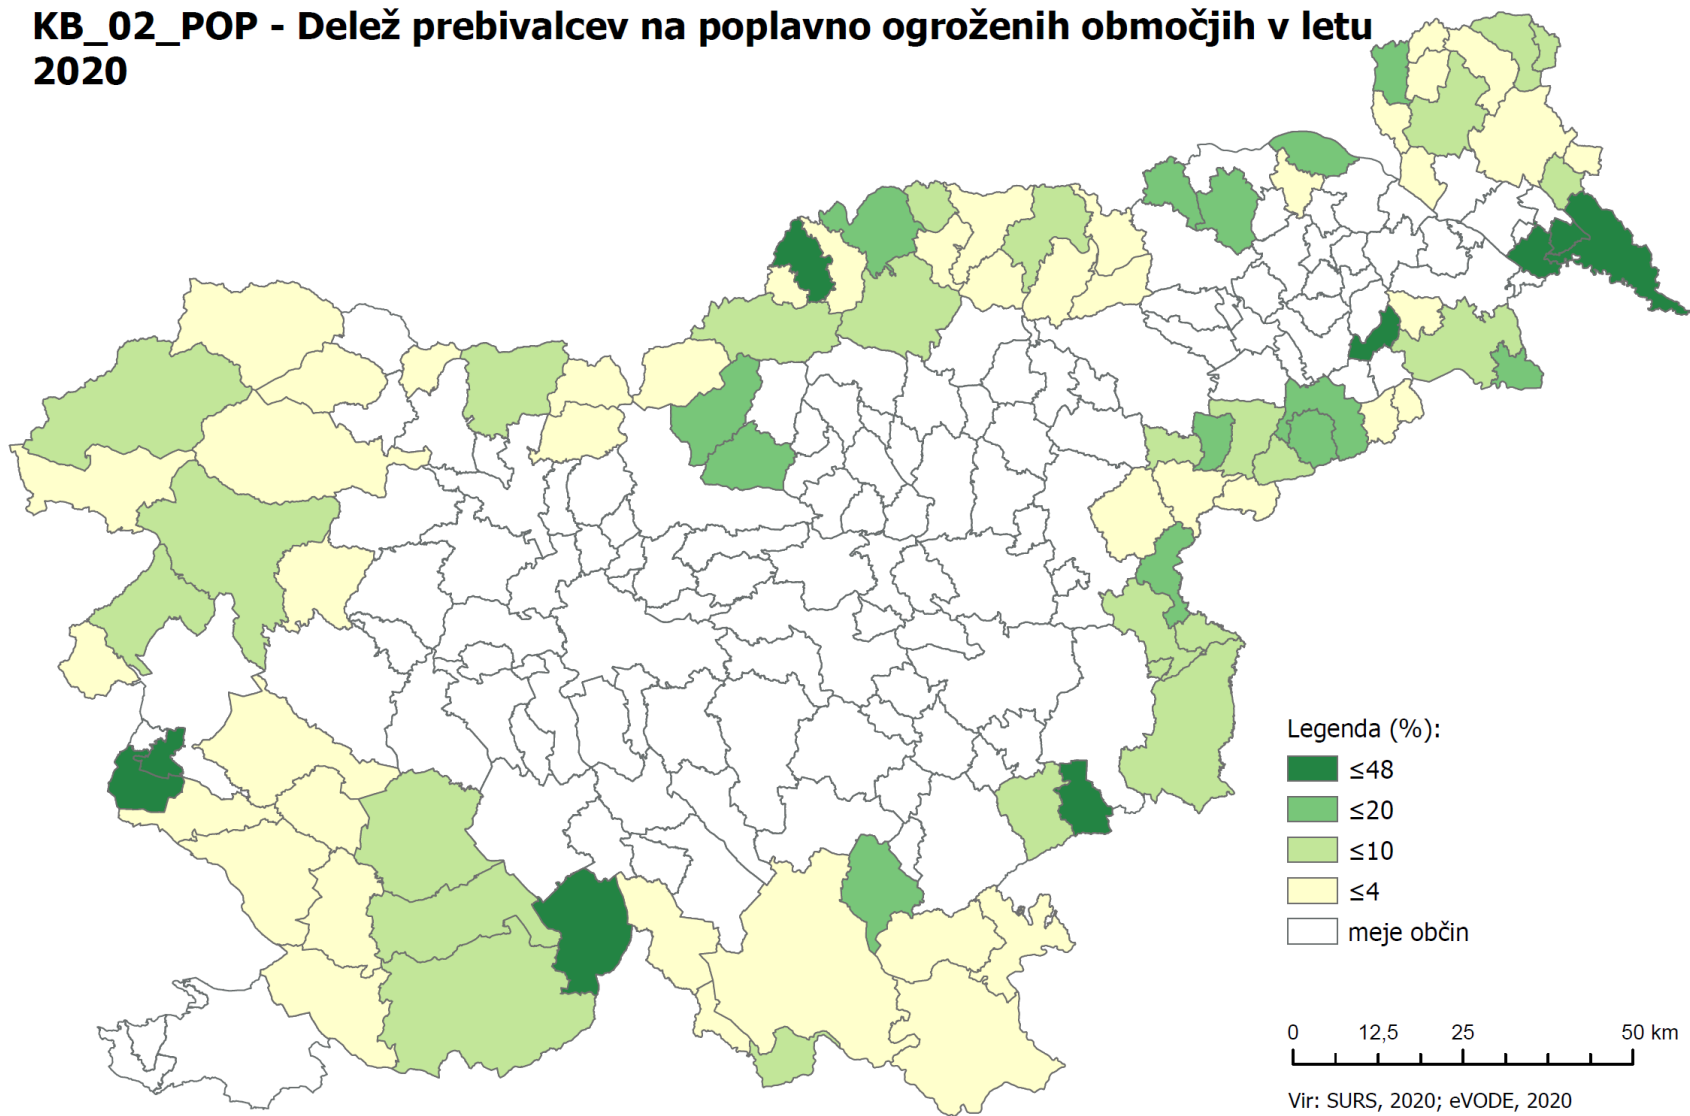 KB_02_POP - Delež prebivalcev na poplavno ogroženih območjih v letu
2020
Legenda (%):
≤48
≤20
≤10
≤4
meje občin
0 12,5 25 50 km
Vir: SURS, 2020; eVODE, 2020